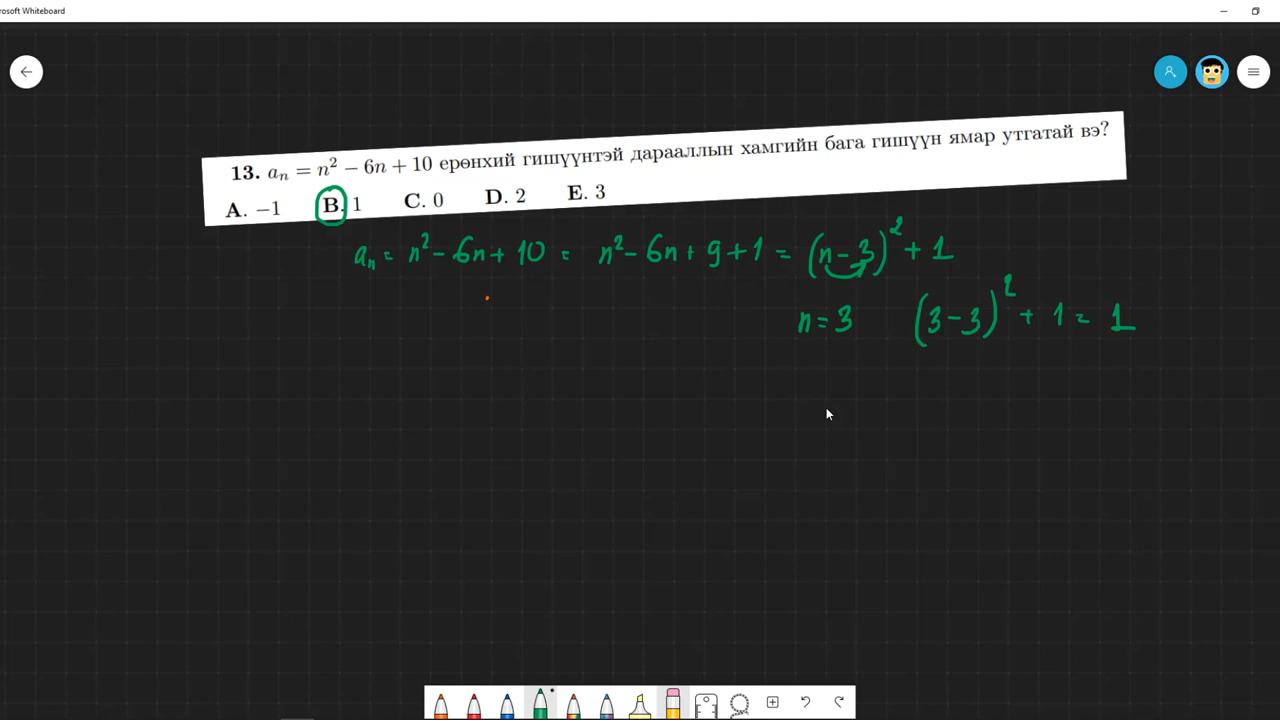 rosoft Whiteboard
13. aₙ = n² − 6n + 10 ерөнхий гишүүнтэй дарааллын хамгийн бага гишүүн ямар утгатай вэ?
A. −1 B. 1 C. 0 D. 2 E. 3
aₙ = n² − 6n + 10 = n² − 6n + 9 + 1 = (n − 3)² + 1
n = 3 (3 − 3)² + 1 = 1